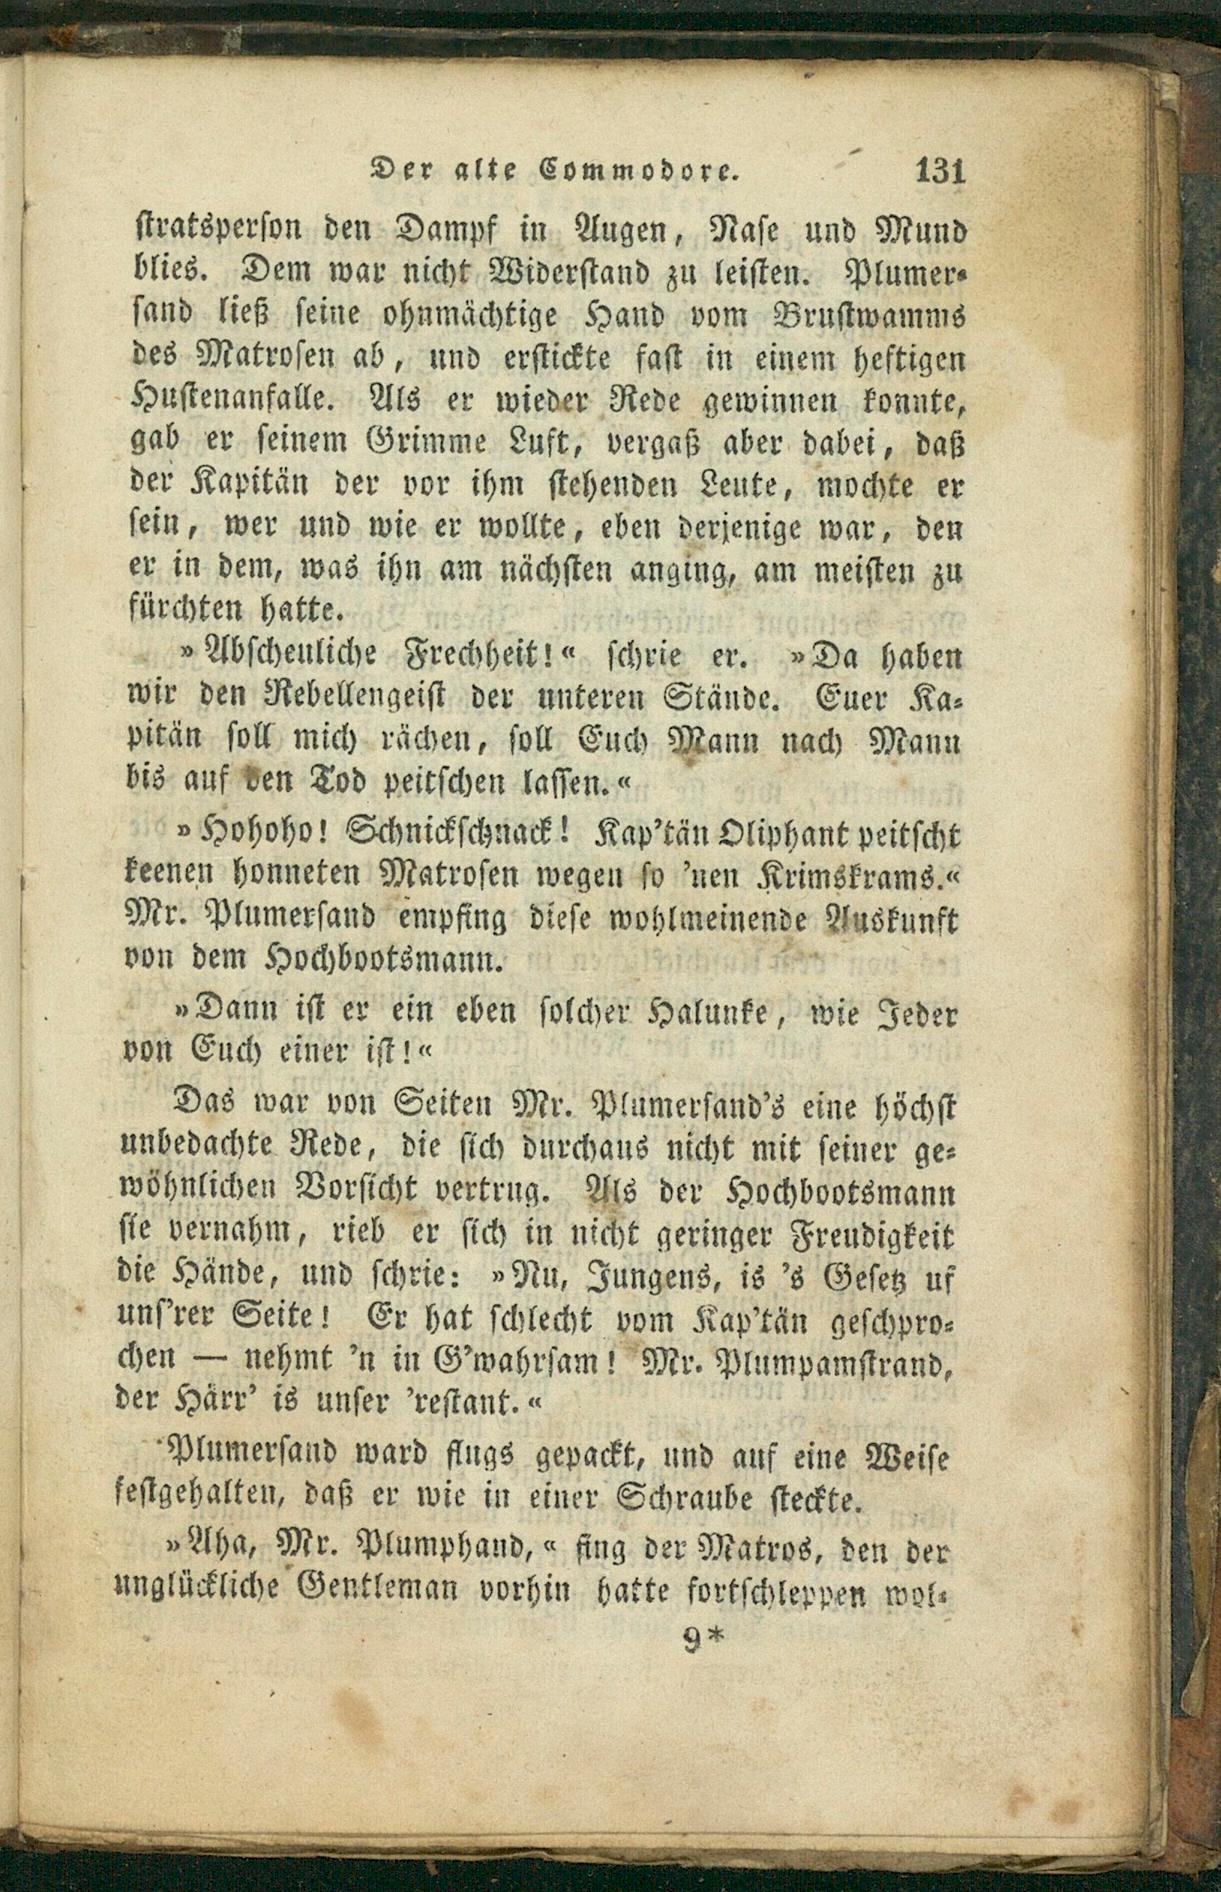 Der alte Commodore. 131
stratsperson den Dampf in Augen, Nase und Mund
blies. Dem war nicht Widerstand zu leisten. Plumer-
sand ließ seine ohnmächtige Hand vom Brustwamms
des Matrosen ab, und erstickte fast in einem heftigen
Hustenanfalle. Als er wieder Rede gewinnen konnte,
gab er seinem Grimme Luft, vergaß aber dabei, daß
der Kapitän der vor ihm stehenden Leute, mochte er
sein, wer und wie er wollte, eben derjenige war, den
er in dem, was ihn am nächsten anging, am meisten zu
fürchten hatte.
»Abscheuliche Frechheit!« schrie er. »Da haben
wir den Rebellengeist der unteren Stände. Euer Ka-
pitän soll mich rächen, soll Euch Mann nach Mann
bis auf den Tod peitschen lassen.«
»Hohoho! Schnickschnack! Kap'tän Oliphant peitscht
keenen honneten Matrosen wegen so 'nen Krimskrams.«
Mr. Plumersand empfing diese wohlmeinende Auskunft
von dem Hochbootsmann.
»Dann ist er ein eben solcher Halunke, wie Jeder
von Euch einer ist!«
Das war von Seiten Mr. Plumersand's eine höchst
unbedachte Rede, die sich durchaus nicht mit seiner ge-
wöhnlichen Vorsicht vertrug. Als der Hochbootsmann
sie vernahm, rieb er sich in nicht geringer Freudigkeit
die Hände, und schrie: »Nu, Jungens, is 's Gesetz uf
uns'rer Seite! Er hat schlecht vom Kap'tän geschpro-
chen — nehmt 'n in G'wahrsam! Mr. Plumpamstrand,
der Härr' is unser 'restant.«
Plumersand ward flugs gepackt, und auf eine Weise
festgehalten, daß er wie in einer Schraube steckte.
»Aha, Mr. Plumphand,« fing der Matros, den der
unglückliche Gentleman vorhin hatte fortschleppen wol-
9*